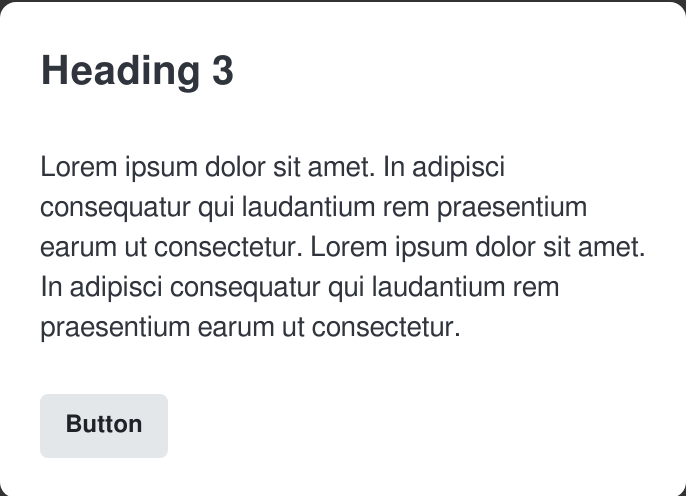 Heading 3
Lorem ipsum dolor sit amet. In adipisci
consequatur qui laudantium rem praesentium
earum ut consectetur. Lorem ipsum dolor sit amet.
In adipisci consequatur qui laudantium rem
praesentium earum ut consectetur.
Button